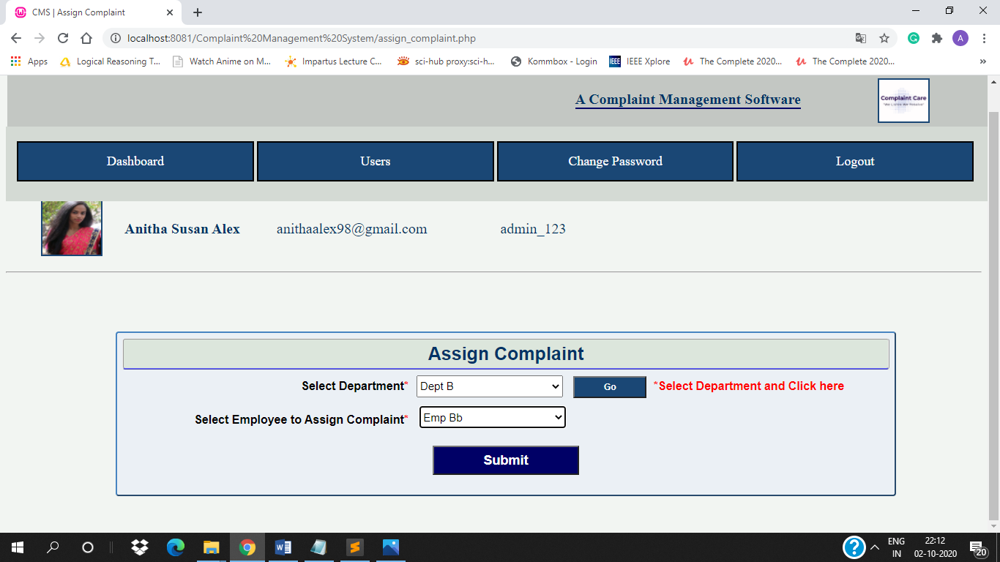 CMS | Assign Complaint
localhost:8081/Complaint%20Management%20System/assign_complaint.php
A
Apps
Logical Reasoning T...
Watch Anime on M...
Impartus Lecture C...
sci-hub proxy:sci-h...
Kommbox - Login
IEEE
IEEE Xplore
The Complete 2020...
The Complete 2020...
A Complaint Management Software
Complaint Care
Dashboard
Users
Change Password
Logout
Anitha Susan Alex
anithaalex98@gmail.com
admin_123
Assign Complaint
Select Department*
Dept B
Go
*Select Department and Click here
Select Employee to Assign Complaint*
Emp Bb
Submit
ENG
IN
22:12
02-10-2020
20